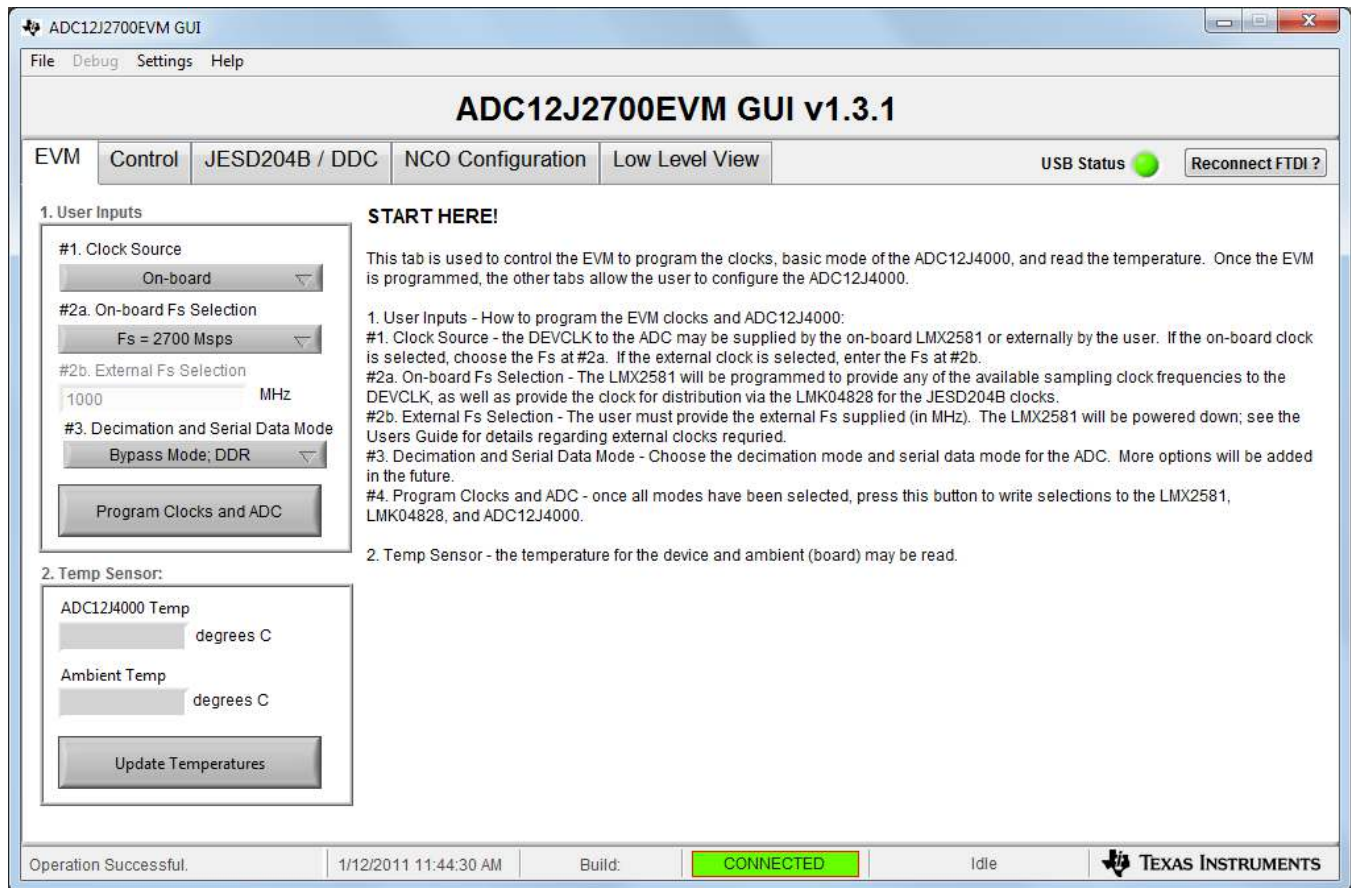 ADC12J2700EVM GUI
File Debug Settings Help
ADC12J2700EVM GUI v1.3.1
EVM Control JESD204B / DDC NCO Configuration Low Level View USB Status Reconnect FTDI ?
1. User Inputs
#1. Clock Source
On-board
#2a. On-board Fs Selection
Fs = 2700 Msps
#2b. External Fs Selection
1000 MHz
#3. Decimation and Serial Data Mode
Bypass Mode; DDR
Program Clocks and ADC
2. Temp Sensor:
ADC12J4000 Temp
degrees C
Ambient Temp
degrees C
Update Temperatures
START HERE!
This tab is used to control the EVM to program the clocks, basic mode of the ADC12J4000, and read the temperature. Once the EVM
is programmed, the other tabs allow the user to configure the ADC12J4000.
1. User Inputs - How to program the EVM clocks and ADC12J4000:
#1. Clock Source - the DEVCLK to the ADC may be supplied by the on-board LMX2581 or externally by the user. If the on-board clock
is selected, choose the Fs at #2a. If the external clock is selected, enter the Fs at #2b.
#2a. On-board Fs Selection - The LMX2581 will be programmed to provide any of the available sampling clock frequencies to the
DEVCLK, as well as provide the clock for distribution via the LMK04828 for the JESD204B clocks.
#2b. External Fs Selection - The user must provide the external Fs supplied (in MHz). The LMX2581 will be powered down; see the
Users Guide for details regarding external clocks requried.
#3. Decimation and Serial Data Mode - Choose the decimation mode and serial data mode for the ADC. More options will be added
in the future.
#4. Program Clocks and ADC - once all modes have been selected, press this button to write selections to the LMX2581,
LMK04828, and ADC12J4000.
2. Temp Sensor - the temperature for the device and ambient (board) may be read.
Operation Successful. 1/12/2011 11:44:30 AM Build: CONNECTED Idle TEXAS INSTRUMENTS